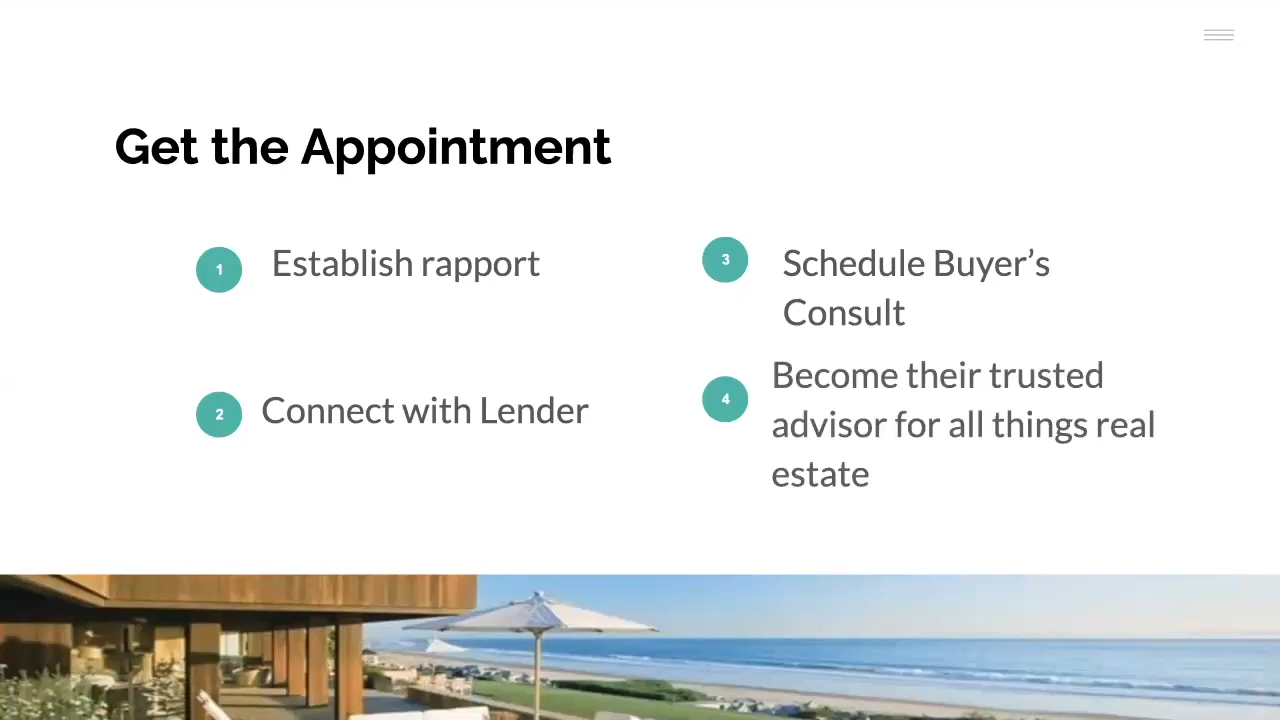 Get the Appointment
1
Establish rapport
2
Connect with Lender
3
Schedule Buyer’s
Consult
4
Become their trusted
advisor for all things real
estate